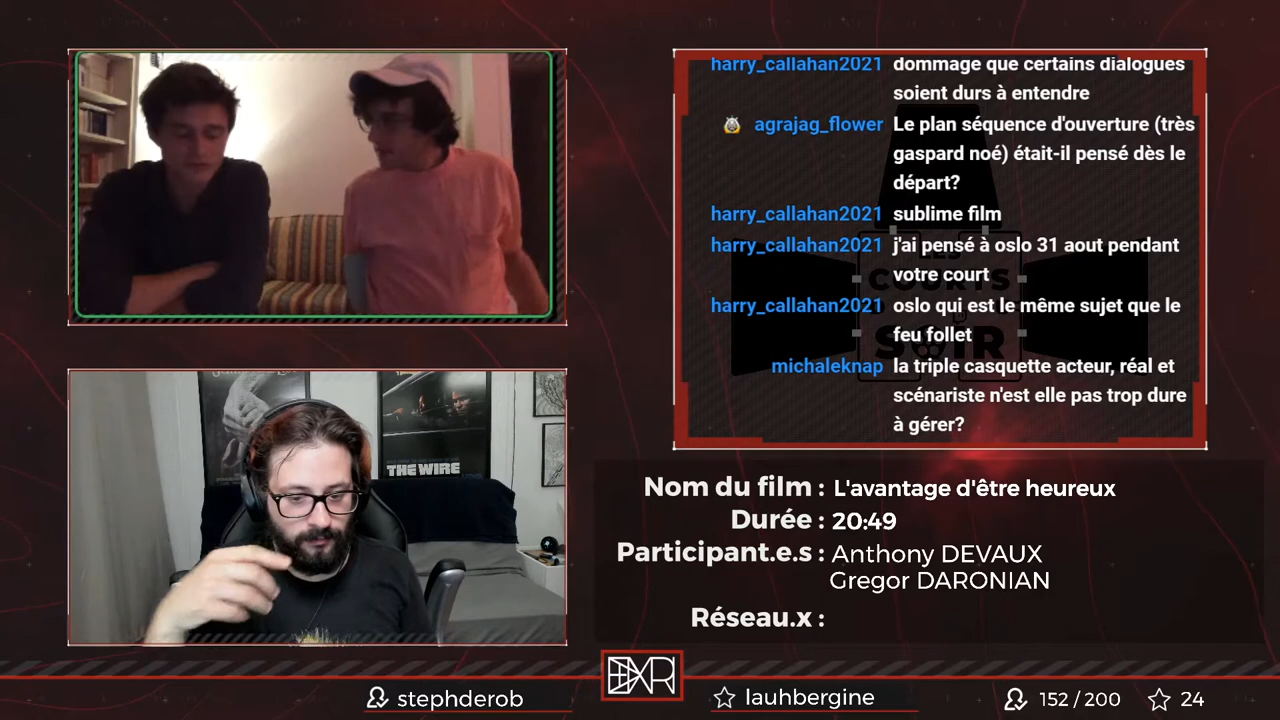 harry_callahan2021 dommage que certains dialogues
soient durs à entendre
agrajag_flower Le plan séquence d'ouverture (très
gaspard noé) était-il pensé dès le
départ?
harry_callahan2021 sublime film
harry_callahan2021 j'ai pensé à oslo 31 aout pendant
votre court
harry_callahan2021 oslo qui est le même sujet que le
feu follet
michaleknap la triple casquette acteur, réal et
scénariste n'est elle pas trop dure
à gérer?
LES
COURTS
DU
SOIR
THE WIRE
Nom du film : L'avantage d'être heureux
Durée : 20:49
Participant.e.s : Anthony DEVAUX
Gregor DARONIAN
Réseau.x :
stephderob
lauhbergine
152 / 200
24